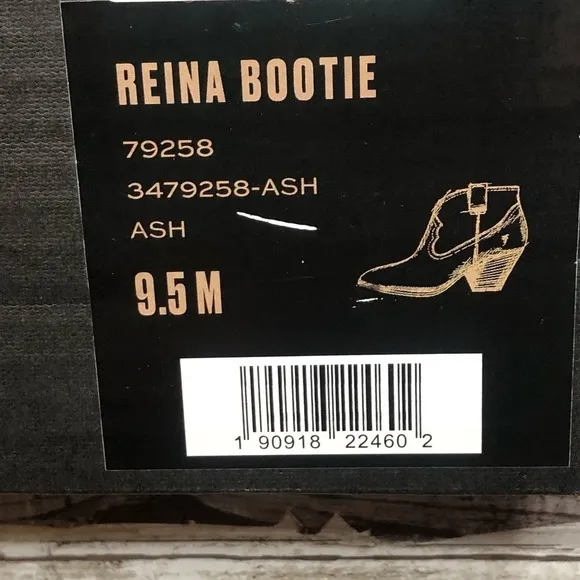 REINA BOOTIE
79258
3479258-ASH
ASH
9.5 M
1 90918 22460 2